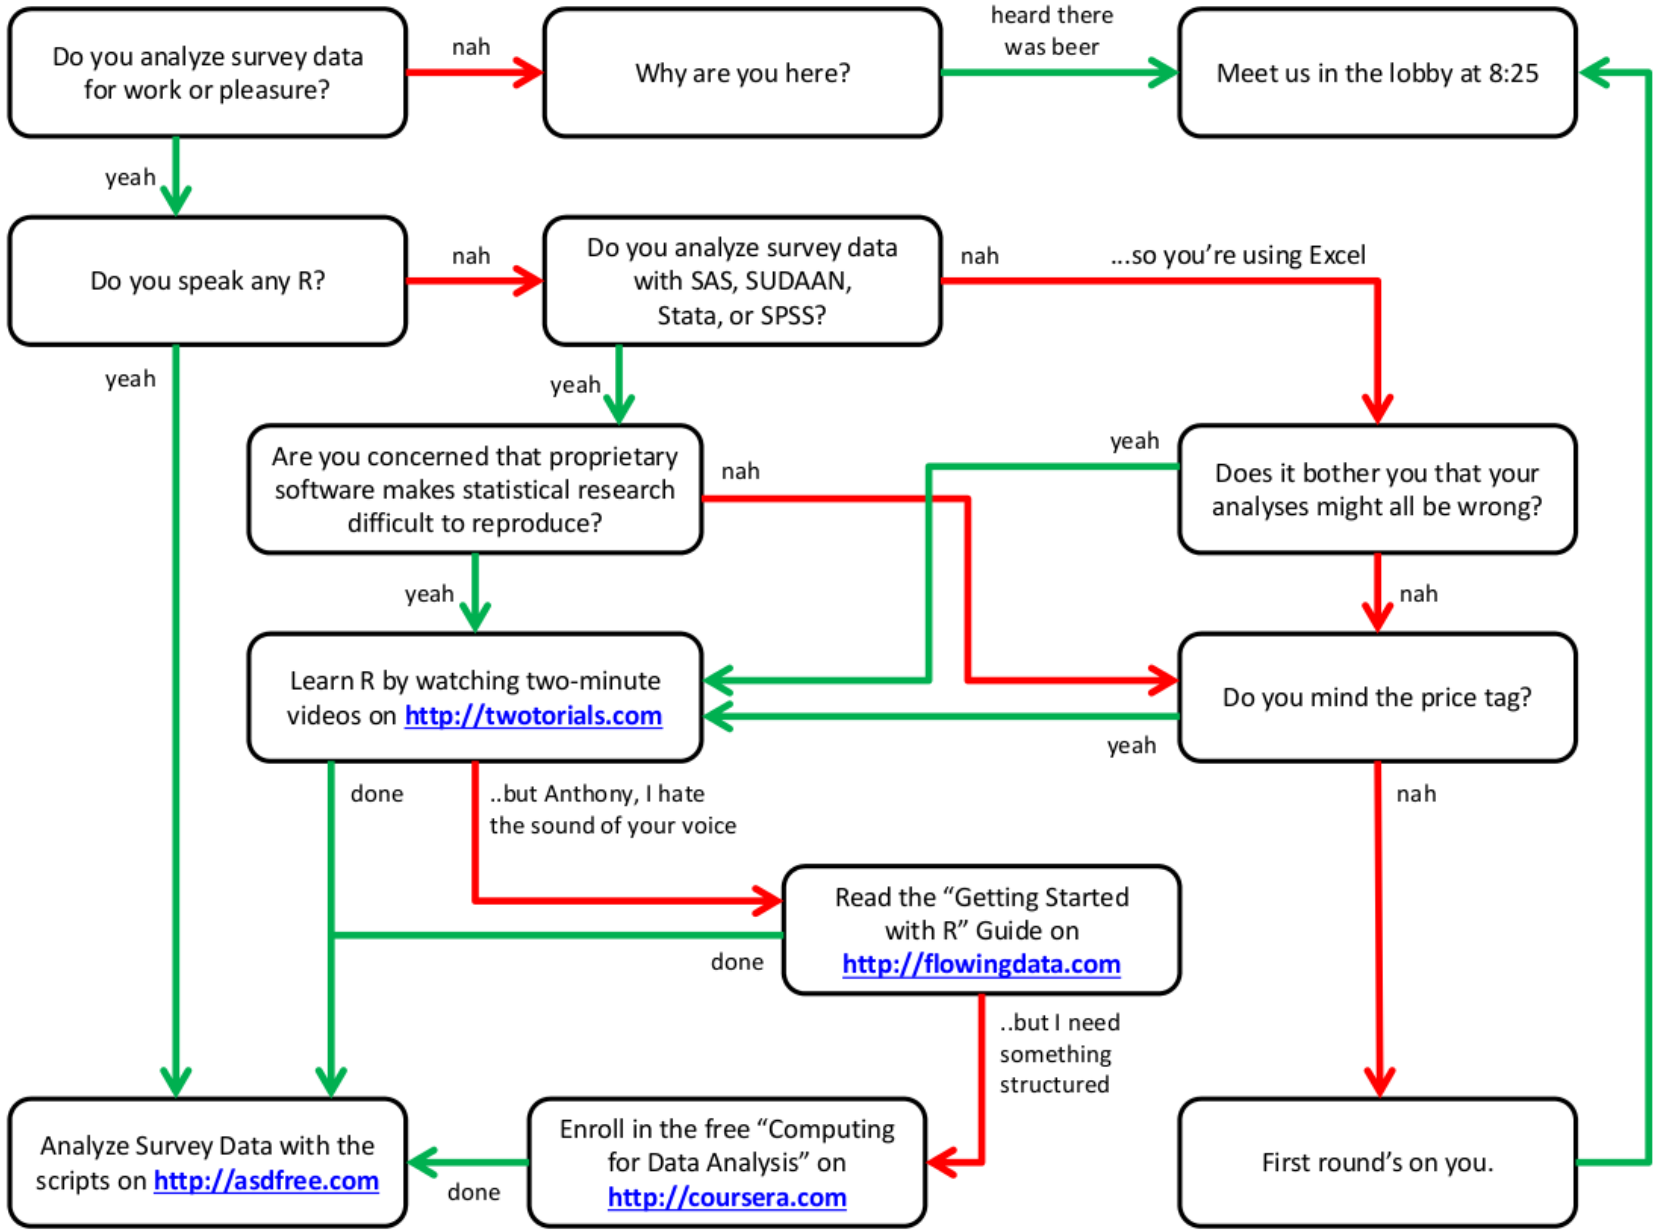 Do you analyze survey data
for work or pleasure?
nah
Why are you here?
heard there
was beer
Meet us in the lobby at 8:25
yeah
Do you speak any R?
nah
Do you analyze survey data
with SAS, SUDAAN,
Stata, or SPSS?
nah
...so you’re using Excel
yeah
yeah
Are you concerned that proprietary
software makes statistical research
difficult to reproduce?
nah
yeah
Does it bother you that your
analyses might all be wrong?
yeah
nah
Learn R by watching two-minute
videos on http://twotorials.com
Do you mind the price tag?
yeah
done
..but Anthony, I hate
the sound of your voice
nah
Read the “Getting Started
with R” Guide on
http://flowingdata.com
done
..but I need
something
structured
Analyze Survey Data with the
scripts on http://asdfree.com
done
Enroll in the free “Computing
for Data Analysis” on
http://coursera.com
First round’s on you.